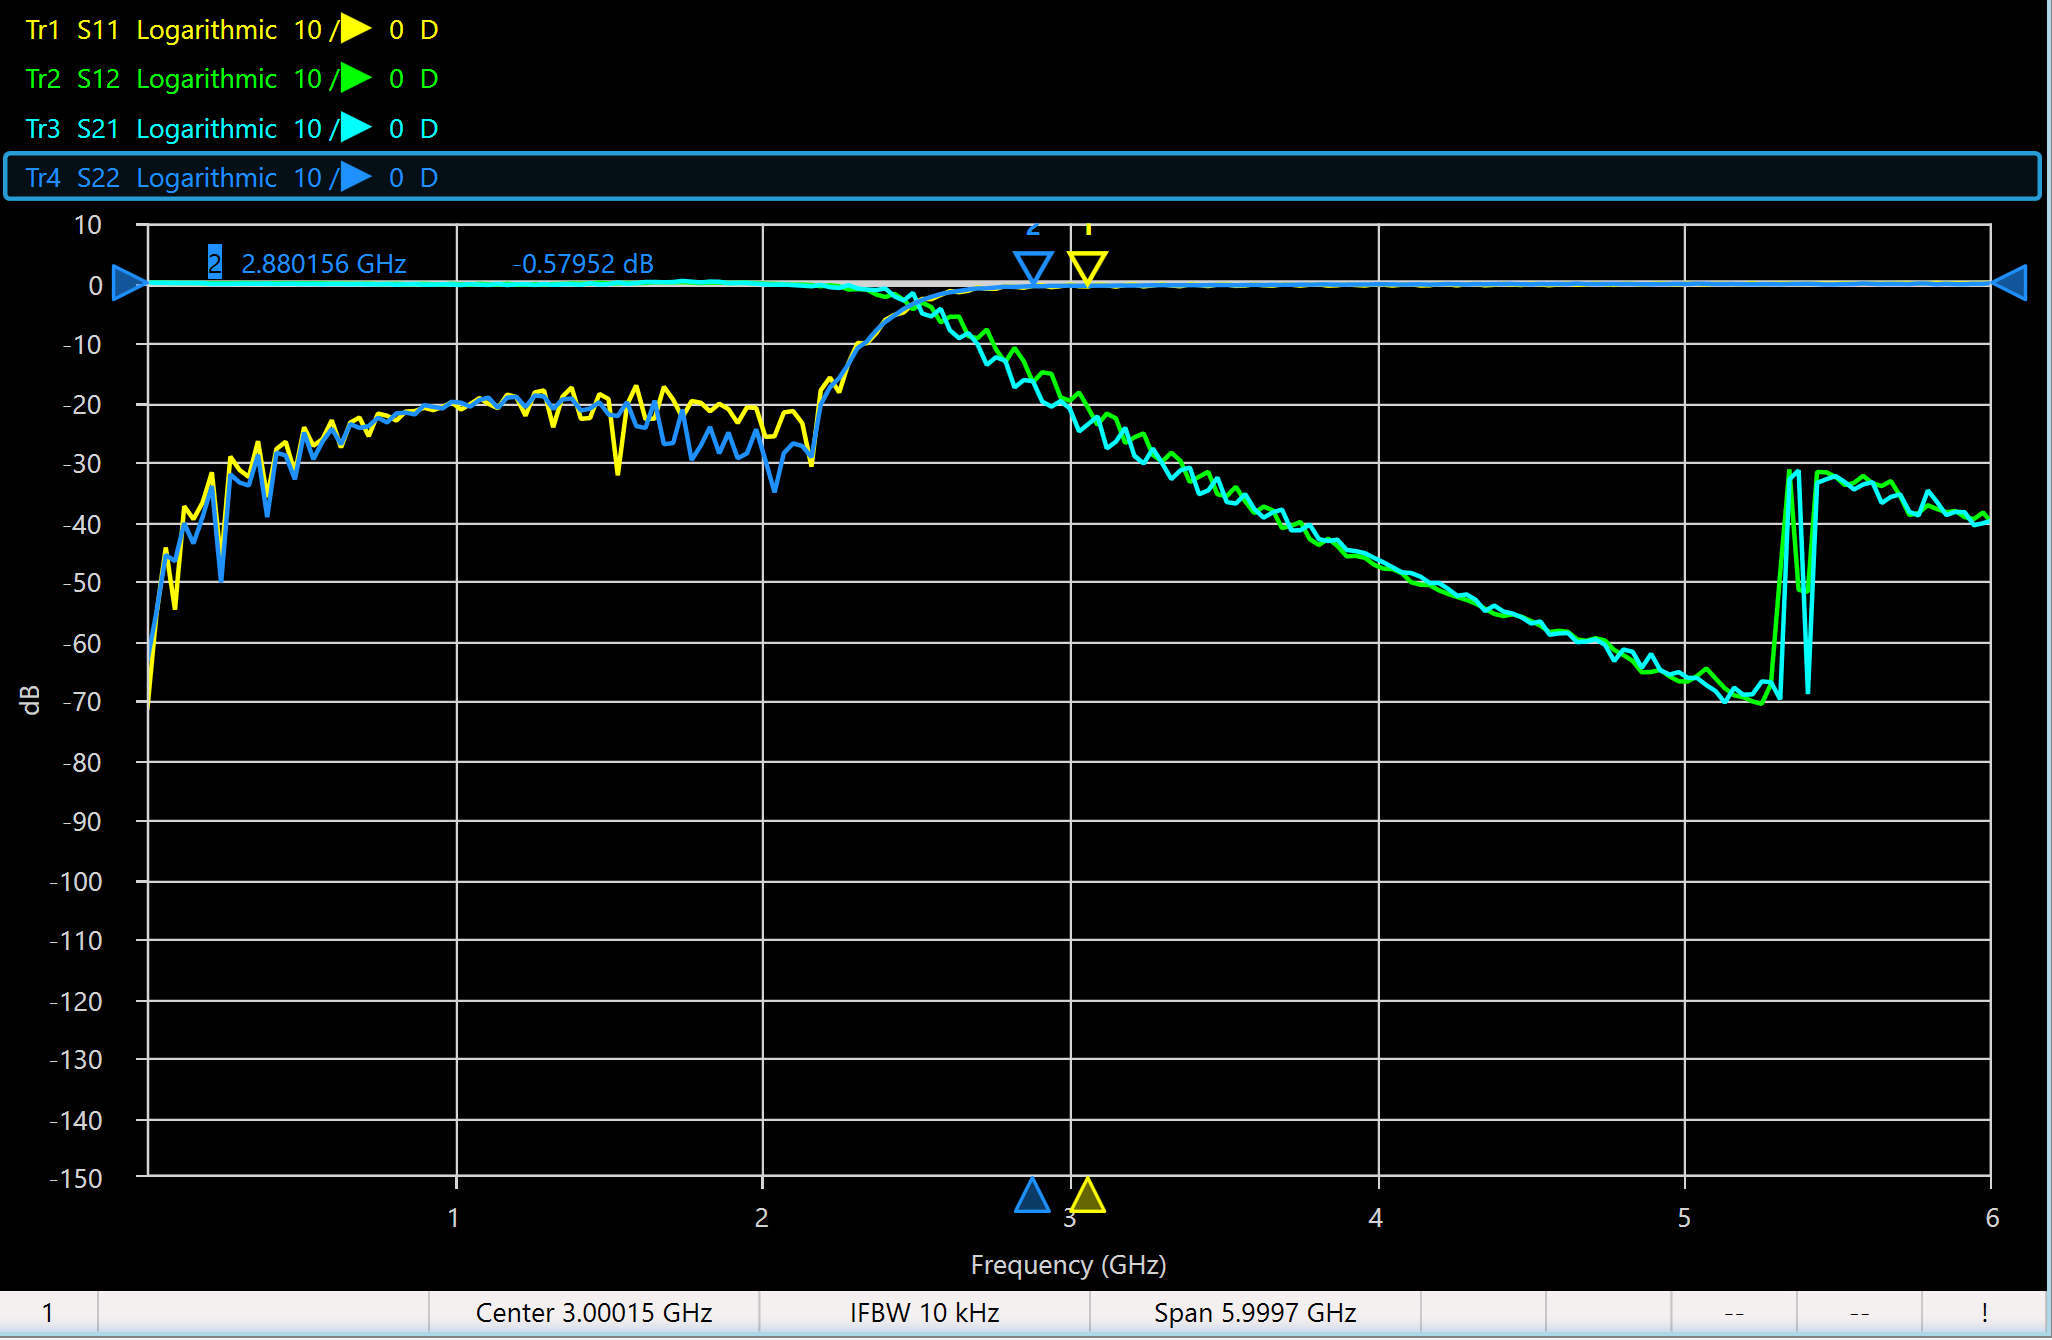 Tr1 S11 Logarithmic 10 / 0 D
Tr2 S12 Logarithmic 10 / 0 D
Tr3 S21 Logarithmic 10 / 0 D
Tr4 S22 Logarithmic 10 / 0 D
10
2 1
2 2.880156 GHz -0.57952 dB
0
-10
-20
-30
-40
-50
-60
dB
-70
-80
-90
-100
-110
-120
-130
-140
-150
1 2 3 4 5 6
Frequency (GHz)
1 Center 3.00015 GHz IFBW 10 kHz Span 5.9997 GHz -- -- !